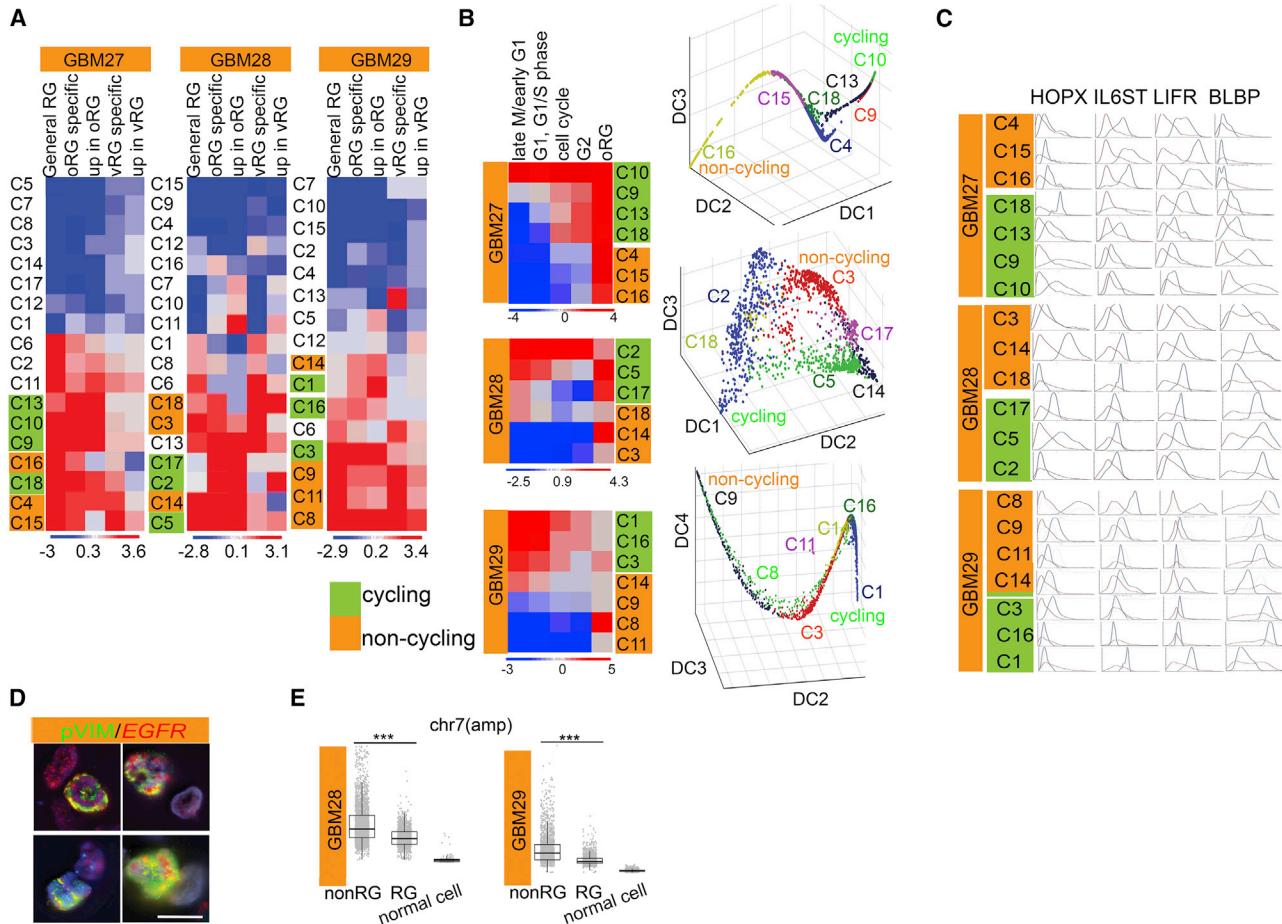 A
GBM27
GBM28
GBM29
General RG
oRG specific
up in oRG
vRG specific
up in vRG
General RG
oRG specific
up in oRG
vRG specific
up in vRG
General RG
oRG specific
up in oRG
vRG specific
up in vRG
C5
C7
C8
C3
C14
C17
C12
C1
C6
C2
C11
C13
C10
C9
C16
C18
C4
C15
-3 0.3 3.6
C15
C9
C4
C12
C16
C7
C10
C11
C1
C8
C6
C18
C3
C13
C17
C2
C14
C5
-2.8 0.1 3.1
C7
C10
C15
C2
C4
C13
C5
C12
C14
C1
C16
C6
C3
C9
C11
C8
-2.9 0.2 3.4
cycling
non-cycling
B
late M/early G1
G1, G1/S phase
cell cycle
G2
oRG
GBM27
C10
C9
C13
C18
C4
C15
C16
-4 0 4
GBM28
C2
C5
C17
C18
C14
C3
-2.5 0.9 4.3
GBM29
C1
C16
C3
C14
C9
C8
C11
-3 0 5
cycling
C10
C13
C15
C18
C9
C4
C16
non-cycling
DC3
DC2
DC1
non-cycling
C3
C2
C17
C18
C5
C14
cycling
DC3
DC1
DC2
non-cycling
C9
C16
C11
C8
C1
cycling
C3
DC4
DC3
DC2
C
HOPX IL6ST LIFR BLBP
GBM27
C4
C15
C16
C18
C13
C9
C10
GBM28
C3
C14
C18
C17
C5
C2
GBM29
C8
C9
C11
C14
C3
C16
C1
D
pVIM/EGFR
E
chr7(amp)
GBM28
***
nonRG RG normal cell
GBM29
***
nonRG RG normal cell